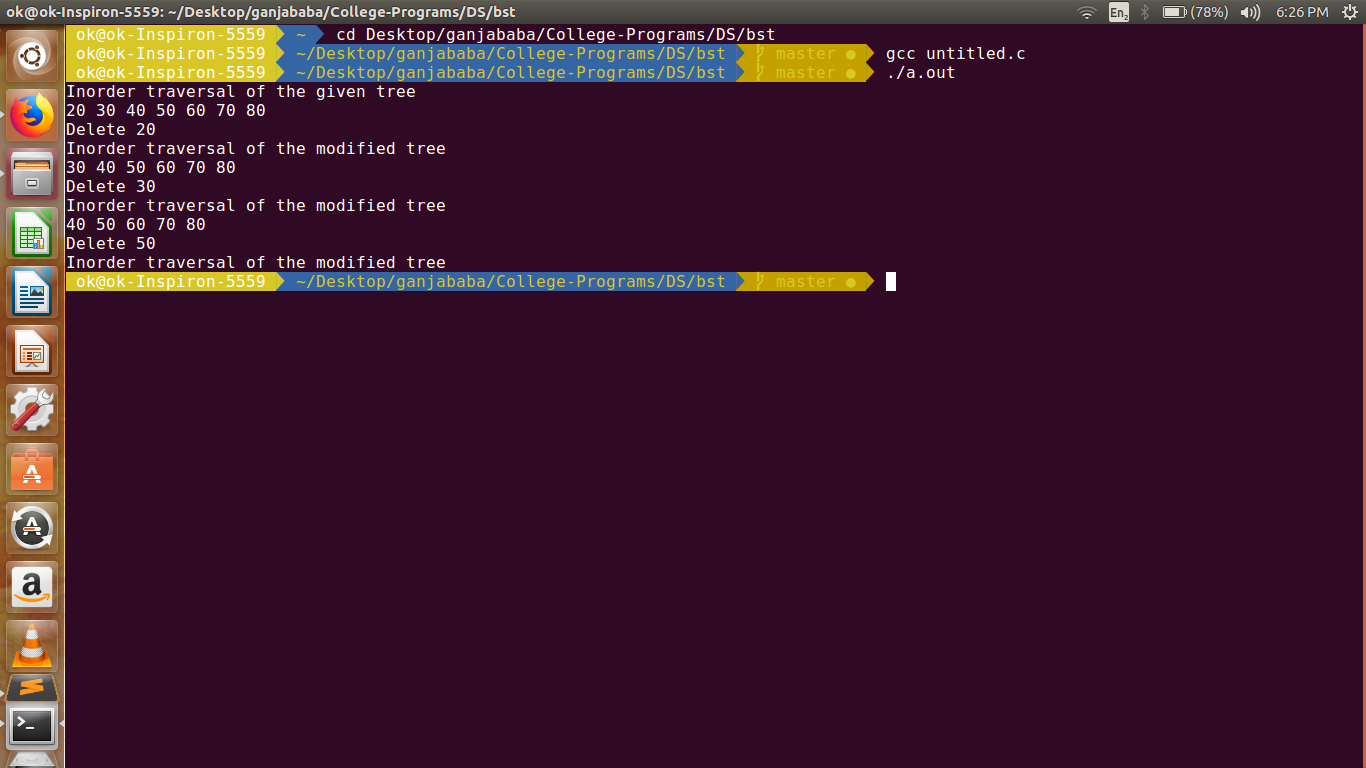 ok@ok-Inspiron-5559: ~/Desktop/ganjababa/College-Programs/DS/bst
En2 (78%) 6:26 PM
ok@ok-Inspiron-5559 ~ cd Desktop/ganjababa/College-Programs/DS/bst
ok@ok-Inspiron-5559 ~/Desktop/ganjababa/College-Programs/DS/bst master ● gcc untitled.c
ok@ok-Inspiron-5559 ~/Desktop/ganjababa/College-Programs/DS/bst master ● ./a.out
Inorder traversal of the given tree
20 30 40 50 60 70 80
Delete 20
Inorder traversal of the modified tree
30 40 50 60 70 80
Delete 30
Inorder traversal of the modified tree
40 50 60 70 80
Delete 50
Inorder traversal of the modified tree
ok@ok-Inspiron-5559 ~/Desktop/ganjababa/College-Programs/DS/bst master ●